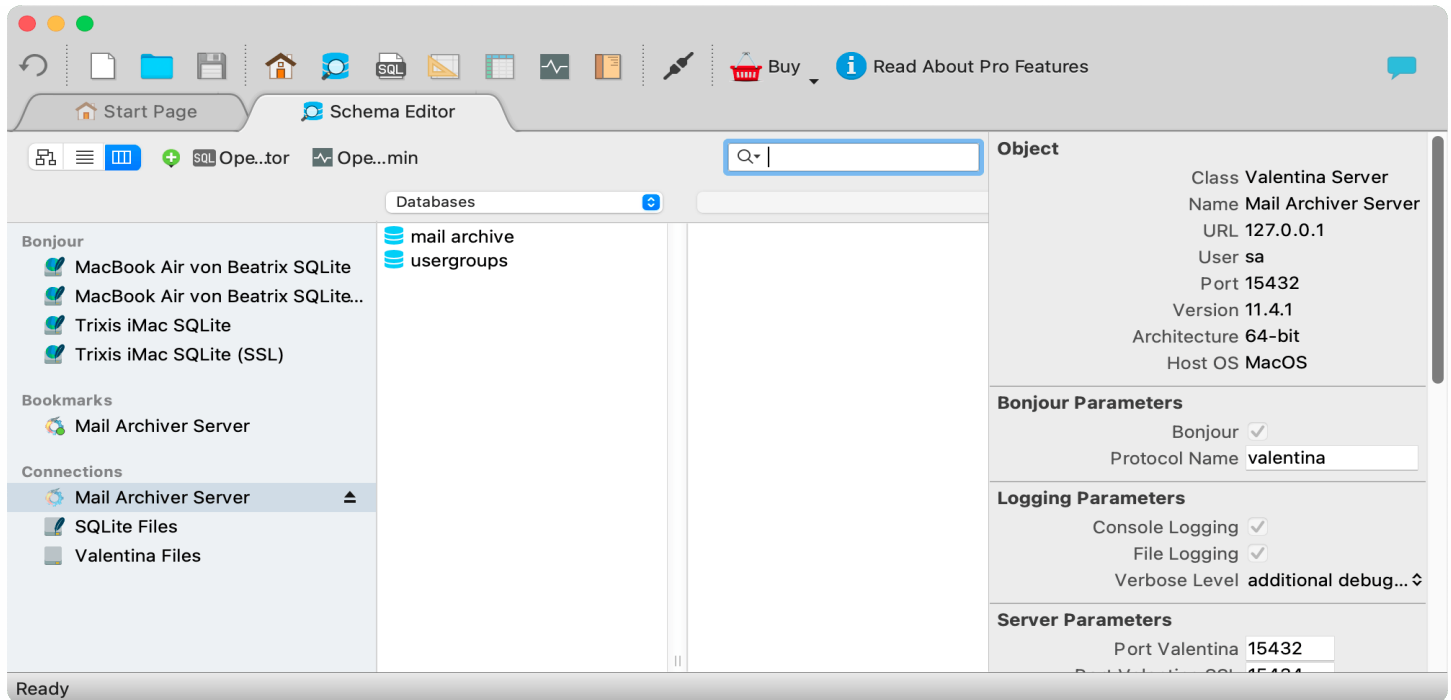 SQL
Buy
Read About Pro Features
Start Page
Schema Editor
SQL Ope...tor
Ope...min
Databases
Bonjour
MacBook Air von Beatrix SQLite
MacBook Air von Beatrix SQLite...
Trixis iMac SQLite
Trixis iMac SQLite (SSL)
Bookmarks
Mail Archiver Server
Connections
Mail Archiver Server
SQLite Files
Valentina Files
mail archive
usergroups
Object
Class Valentina Server
Name Mail Archiver Server
URL 127.0.0.1
User sa
Port 15432
Version 11.4.1
Architecture 64-bit
Host OS MacOS
Bonjour Parameters
Bonjour
Protocol Name valentina
Logging Parameters
Console Logging
File Logging
Verbose Level additional debug...
Server Parameters
Port Valentina 15432
Ready